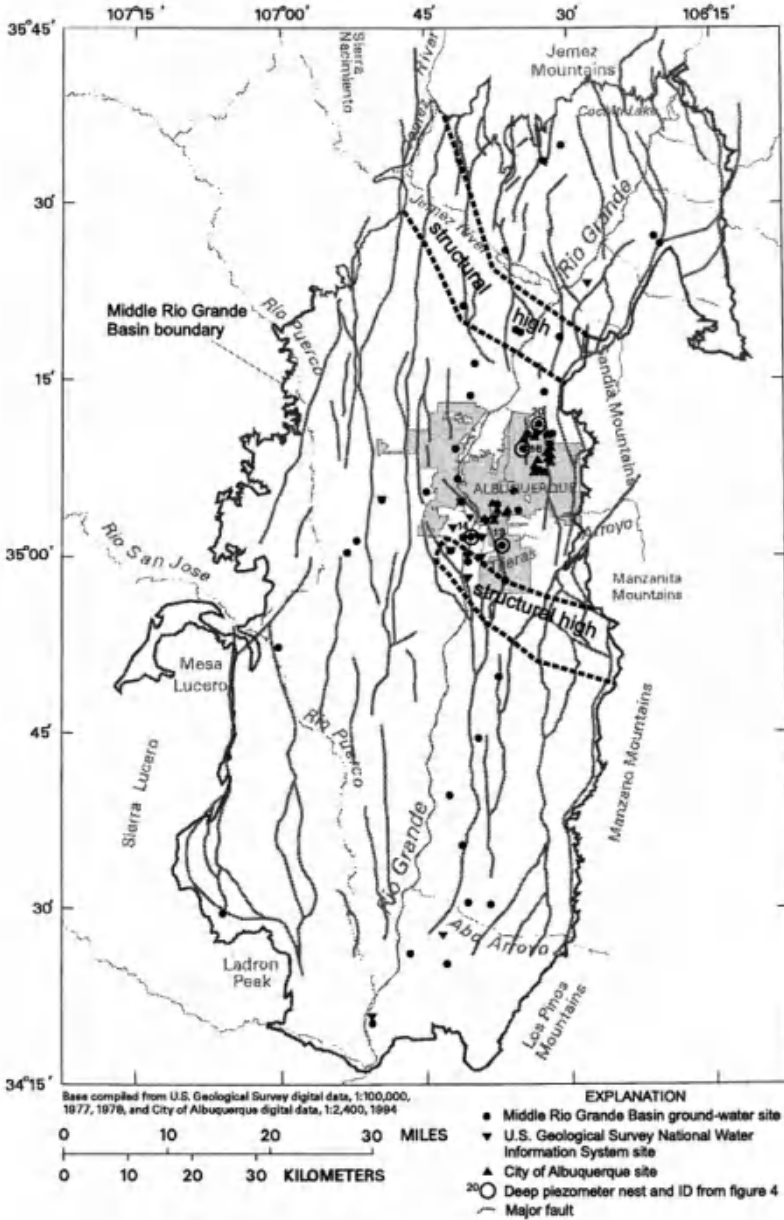 107°15' 107°00' 45' 30' 106°15'
35°45'
Sierra
Nacimiento
Jemez River
Jemez
Mountains
Lake
30'
Jemez River
structural
high
Rio Grande
Middle Rio Grande
Basin boundary
Rio Puerco
15'
Sandia Mountains
20
ALBUQUERQUE
Arroyo
35°00'
Rio San Jose
structural high
Manzanita
Mountains
Mesa
Lucero
Rio Puerco
45'
Sierra Lucero
Rio Grande
Manzano Mountains
30'
Abo Arroyo
Ladron
Peak
Los Pinos
Mountains
34°15'
Base compiled from U.S. Geological Survey digital data, 1:100,000,
1977, 1978, and City of Albuquerque digital data, 1:2,400, 1994
0 10 20 30 MILES
0 10 20 30 KILOMETERS
EXPLANATION
Middle Rio Grande Basin ground-water site
U.S. Geological Survey National Water
Information System site
City of Albuquerque site
20 Deep piezometer nest and ID from figure 4
Major fault